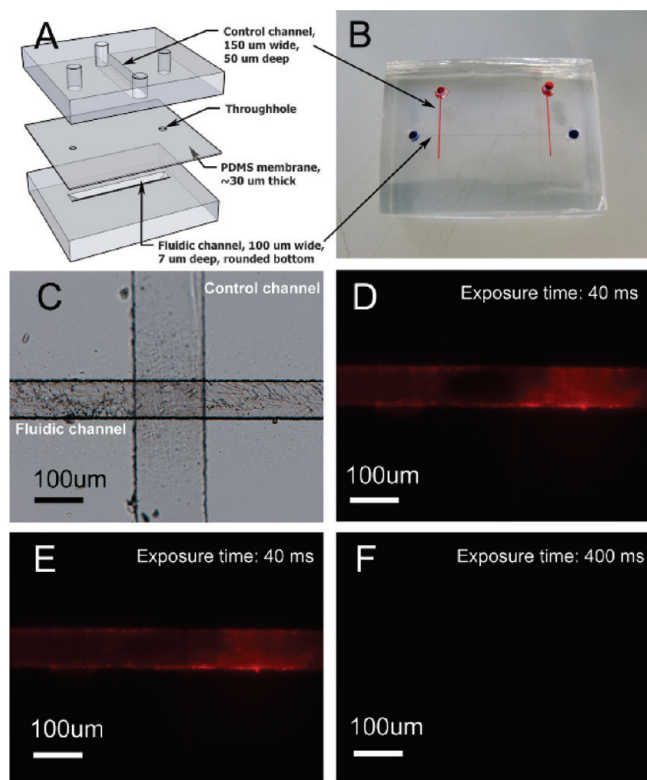 A
Control channel,
150 um wide,
50 um deep
Throughhole
PDMS membrane,
~30 um thick
Fluidic channel, 100 um wide,
7 um deep, rounded bottom
B
C
Control channel
Fluidic channel
100um
D
Exposure time: 40 ms
100um
E
Exposure time: 40 ms
100um
F
Exposure time: 400 ms
100um